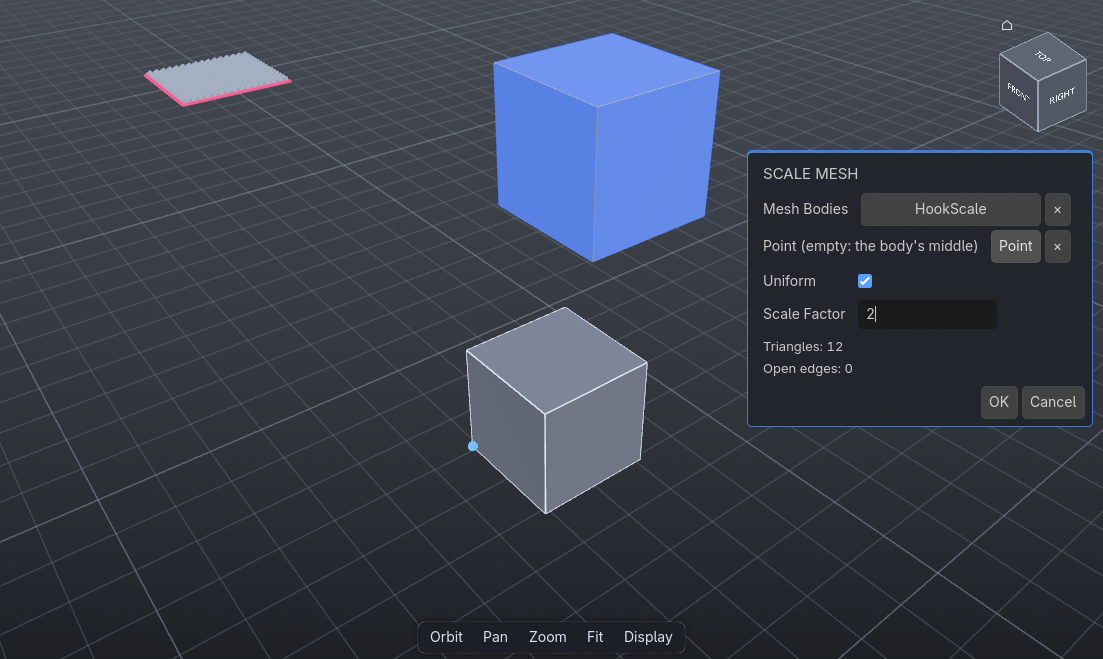 TOP
FRONT
RIGHT
SCALE MESH
Mesh Bodies HookScale ×
Point (empty: the body's middle) Point ×
Uniform
Scale Factor 2
Triangles: 12
Open edges: 0
OK Cancel
Orbit Pan Zoom Fit Display